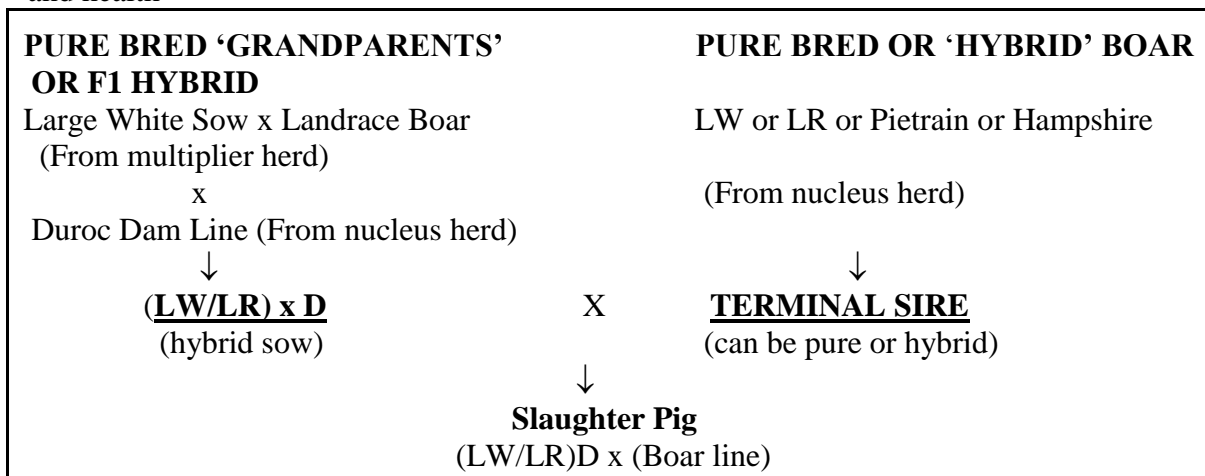 and health
PURE BRED ‘GRANDPARENTS’ PURE BRED OR ‘HYBRID’ BOAR
OR F1 HYBRID
Large White Sow x Landrace Boar LW or LR or Pietrain or Hampshire
(From multiplier herd)
x (From nucleus herd)
Duroc Dam Line (From nucleus herd)
↓ ↓
(LW/LR) x D X TERMINAL SIRE
(hybrid sow) (can be pure or hybrid)
↓
Slaughter Pig
(LW/LR)D x (Boar line)